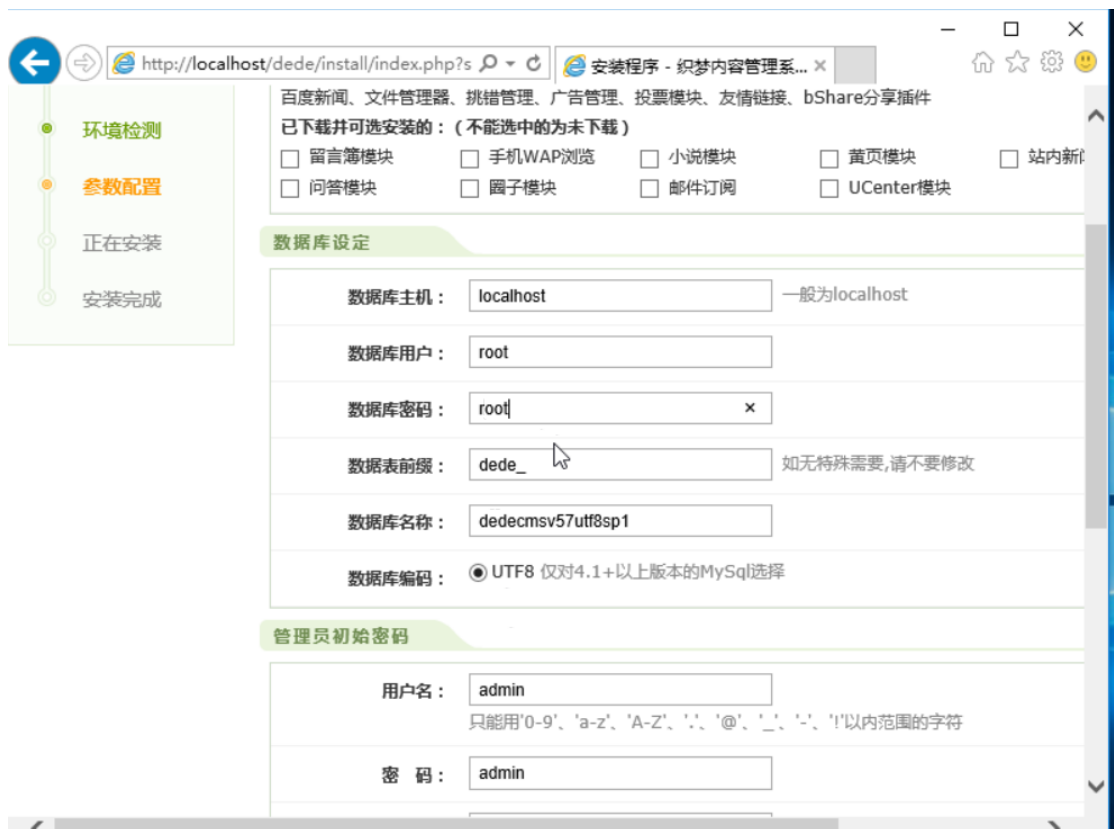 http://localhost/dede/install/index.php?s
安装程序 - 织梦内容管理系...
百度新闻、文件管理器、挑错管理、广告管理、投票模块、友情链接、bShare分享插件
环境检测
已下载并可选安装的：（不能选中的为未下载）
留言簿模块 手机WAP浏览 小说模块 黄页模块 站内新闻
参数配置
问答模块 圈子模块 邮件订阅 UCenter模块
正在安装
数据库设定
安装完成
数据库主机： localhost 一般为localhost
数据库用户： root
数据库密码： root
数据表前缀： dede_ 如无特殊需要,请不要修改
数据库名称： dedecmsv57utf8sp1
数据库编码： UTF8 仅对4.1+以上版本的MySql选择
管理员初始密码
用户名： admin
只能用'0-9'、'a-z'、'A-Z'、'.'、'@'、'_'、'-'、'!'以内范围的字符
密 码： admin